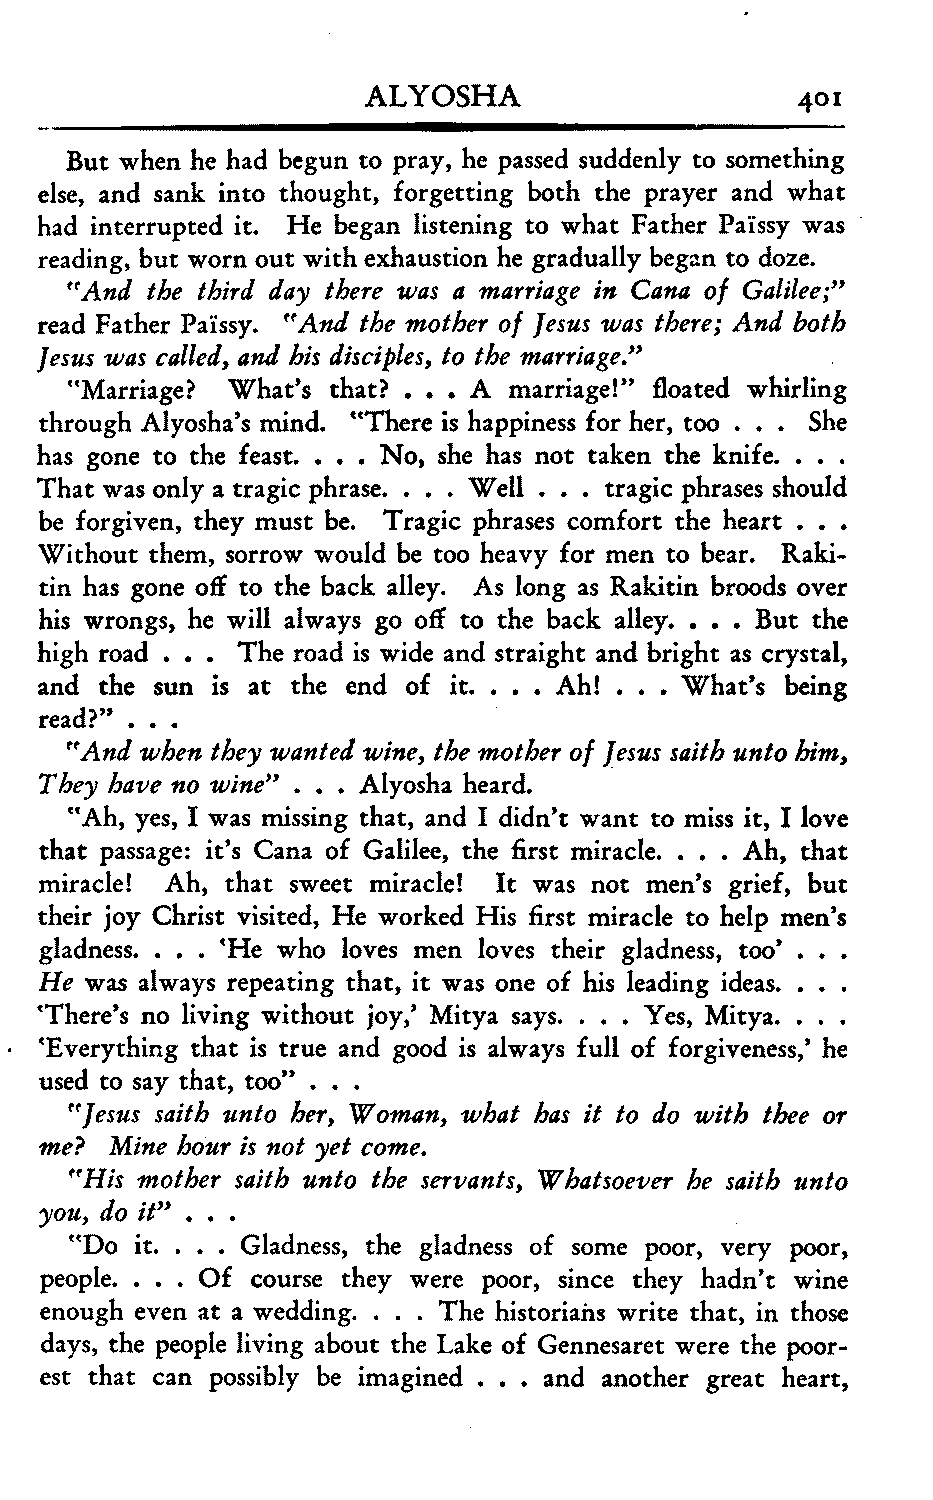 ALYOSHA 401
But when he had begun to pray, he passed suddenly to something
else, and sank into thought, forgetting both the prayer and what
had interrupted it. He began listening to what Father Païssy was
reading, but worn out with exhaustion he gradually began to doze.
"And the third day there was a marriage in Cana of Galilee;"
read Father Païssy. "And the mother of Jesus was there; And both
Jesus was called, and his disciples, to the marriage."
"Marriage? What's that? . . . A marriage!" floated whirling
through Alyosha's mind. "There is happiness for her, too . . . She
has gone to the feast. . . . No, she has not taken the knife. . . .
That was only a tragic phrase. . . . Well . . . tragic phrases should
be forgiven, they must be. Tragic phrases comfort the heart . . .
Without them, sorrow would be too heavy for men to bear. Raki-
tin has gone off to the back alley. As long as Rakitin broods over
his wrongs, he will always go off to the back alley. . . . But the
high road . . . The road is wide and straight and bright as crystal,
and the sun is at the end of it. . . . Ah! . . . What's being
read?" . . .
"And when they wanted wine, the mother of Jesus saith unto him,
They have no wine" . . . Alyosha heard.
"Ah, yes, I was missing that, and I didn't want to miss it, I love
that passage: it's Cana of Galilee, the first miracle. . . . Ah, that
miracle! Ah, that sweet miracle! It was not men's grief, but
their joy Christ visited, He worked His first miracle to help men's
gladness. . . . 'He who loves men loves their gladness, too' . . .
He was always repeating that, it was one of his leading ideas. . . .
'There's no living without joy,' Mitya says. . . . Yes, Mitya. . . .
'Everything that is true and good is always full of forgiveness,' he
used to say that, too" . . .
"Jesus saith unto her, Woman, what has it to do with thee or
me? Mine hour is not yet come.
"His mother saith unto the servants, Whatsoever he saith unto
you, do it" . . .
"Do it. . . . Gladness, the gladness of some poor, very poor,
people. . . . Of course they were poor, since they hadn't wine
enough even at a wedding. . . . The historians write that, in those
days, the people living about the Lake of Gennesaret were the poor-
est that can possibly be imagined . . . and another great heart,